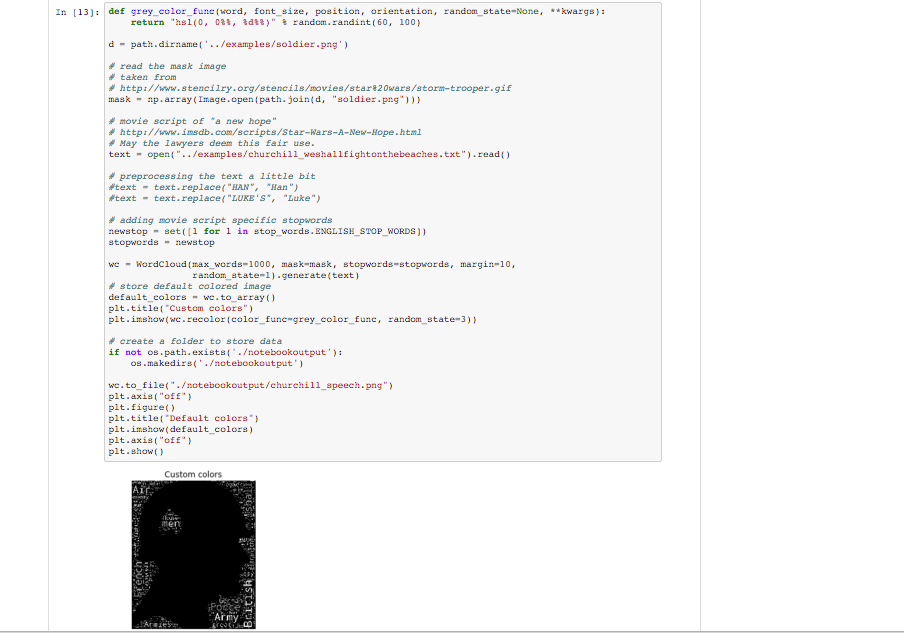 In [13]: def grey_color_func(word, font_size, position, orientation, random_state=None, **kwargs):
    return "hsl(0, 0%%, %d%%)" % random.randint(60, 100)
d = path.dirname('../examples/soldier.png')
# read the mask image
# taken from
# http://www.stencilry.org/stencils/movies/star%20wars/storm-trooper.gif
mask = np.array(Image.open(path.join(d, "soldier.png")))
# movie script of "a new hope"
# http://www.imsdb.com/scripts/Star-Wars-A-New-Hope.html
# May the lawyers deem this fair use.
text = open("../examples/churchill_weshallfightonthebeaches.txt").read()
# preprocessing the text a little bit
#text = text.replace("HAN", "Han")
#text = text.replace("LUKE'S", "Luke")
# adding movie script specific stopwords
newstop = set([l for l in stop_words.ENGLISH_STOP_WORDS])
stopwords = newstop
wc = WordCloud(max_words=1000, mask=mask, stopwords=stopwords, margin=10,
               random_state=1).generate(text)
# store default colored image
default_colors = wc.to_array()
plt.title("Custom colors")
plt.imshow(wc.recolor(color_func=grey_color_func, random_state=3))
# create a folder to store data
if not os.path.exists('./notebookoutput'):
    os.makedirs('./notebookoutput')
wc.to_file("./notebookoutput/churchill_speech.png")
plt.axis("off")
plt.figure()
plt.title("Default colors")
plt.imshow(default_colors)
plt.axis("off")
plt.show()
Custom colors
Air
men
French
British
Force
Army
Armies